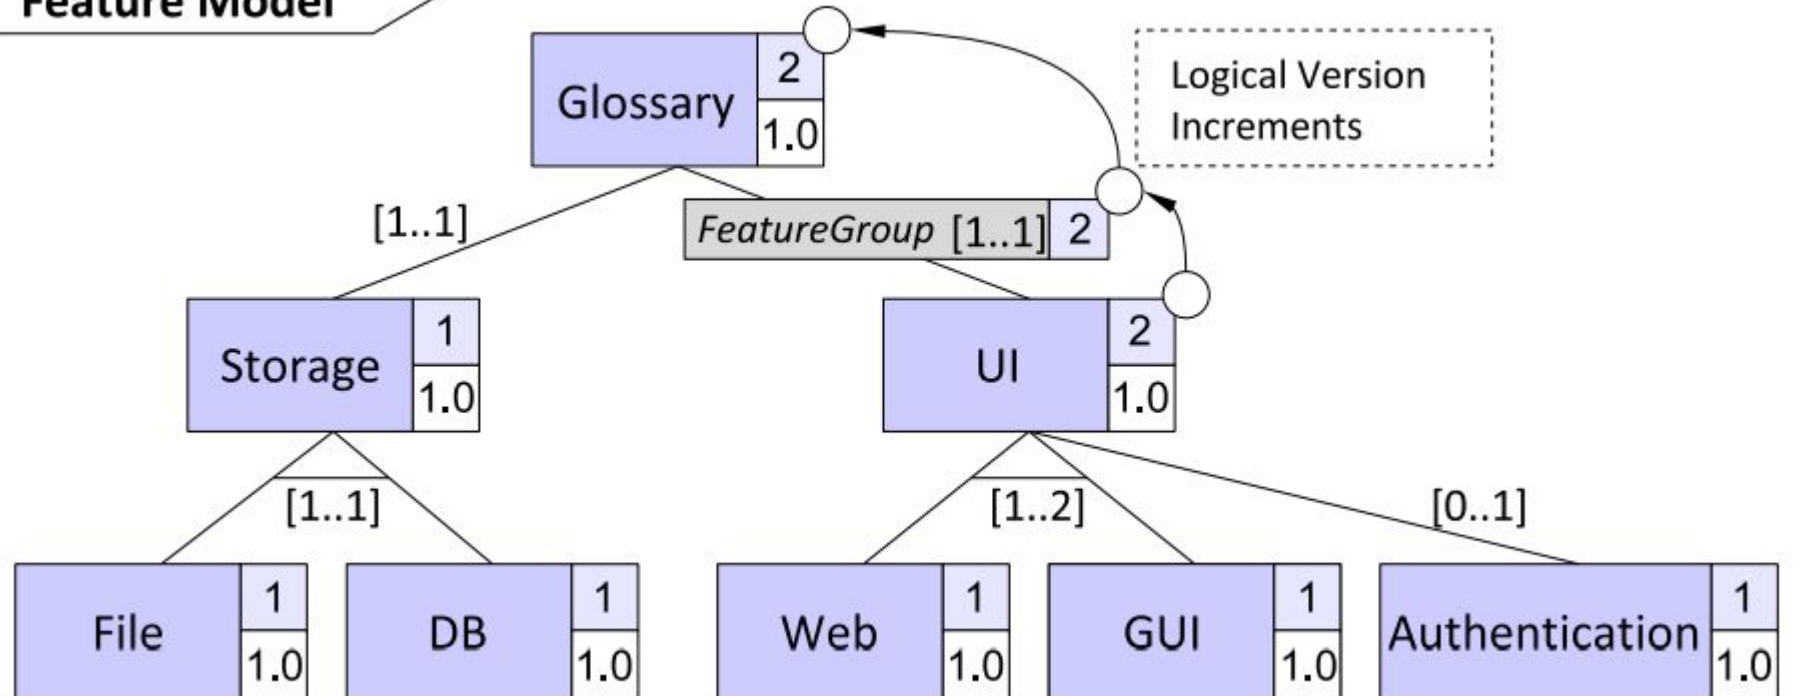 Feature Model
2
Glossary
1.0
Logical Version
Increments
[1..1]
FeatureGroup [1..1] 2
1
Storage
1.0
2
UI
1.0
[1..1]
[1..2]
[0..1]
1
File
1.0
1
DB
1.0
1
Web
1.0
1
GUI
1.0
1
Authentication
1.0